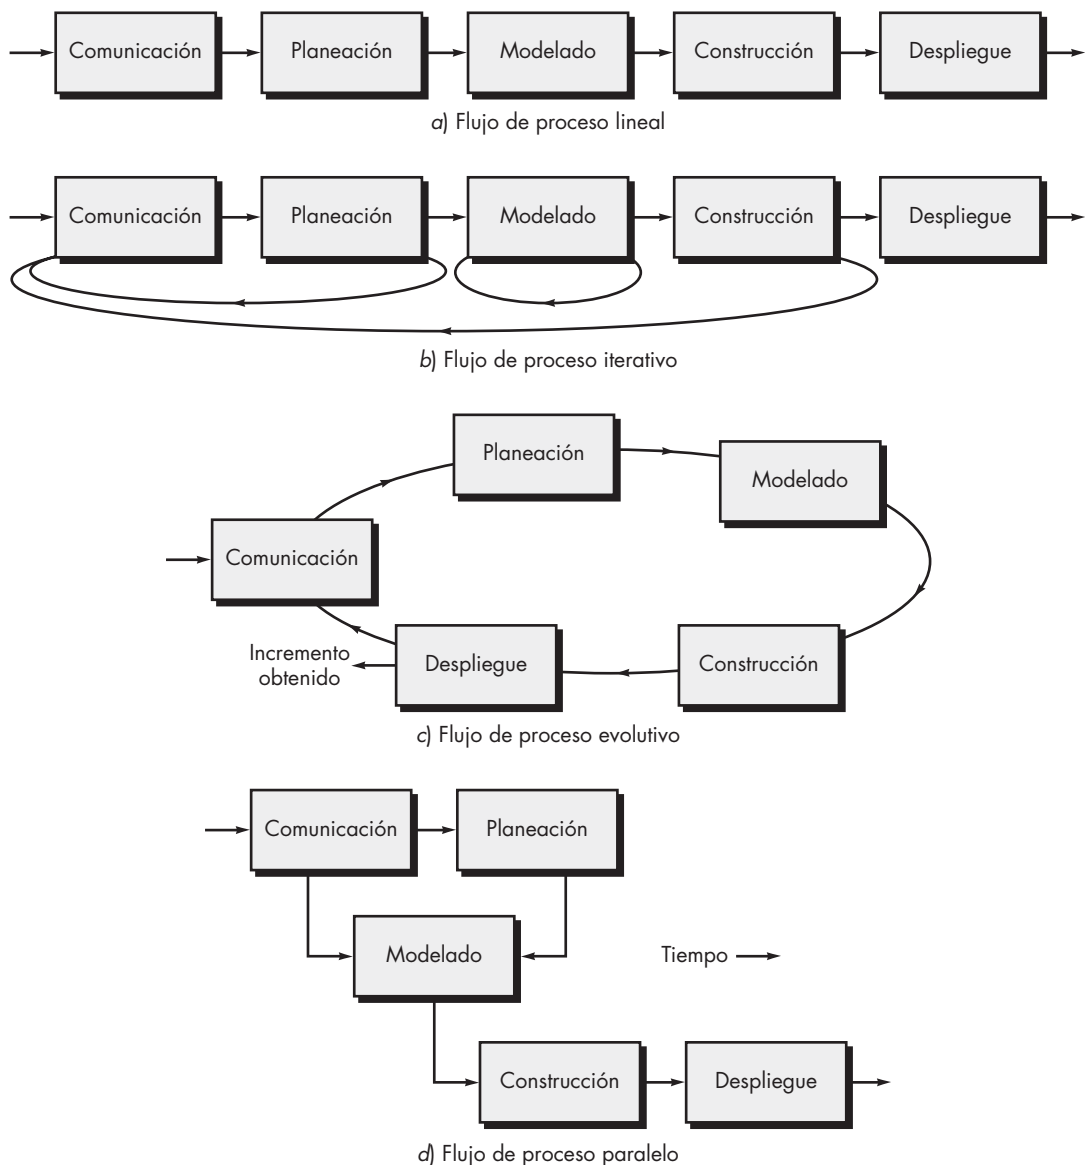 Comunicación
Planeación
Modelado
Construcción
Despliegue
a) Flujo de proceso lineal
Comunicación
Planeación
Modelado
Construcción
Despliegue
b) Flujo de proceso iterativo
Planeación
Modelado
Comunicación
Incremento
obtenido
Despliegue
Construcción
c) Flujo de proceso evolutivo
Comunicación
Planeación
Modelado
Tiempo
Construcción
Despliegue
d) Flujo de proceso paralelo